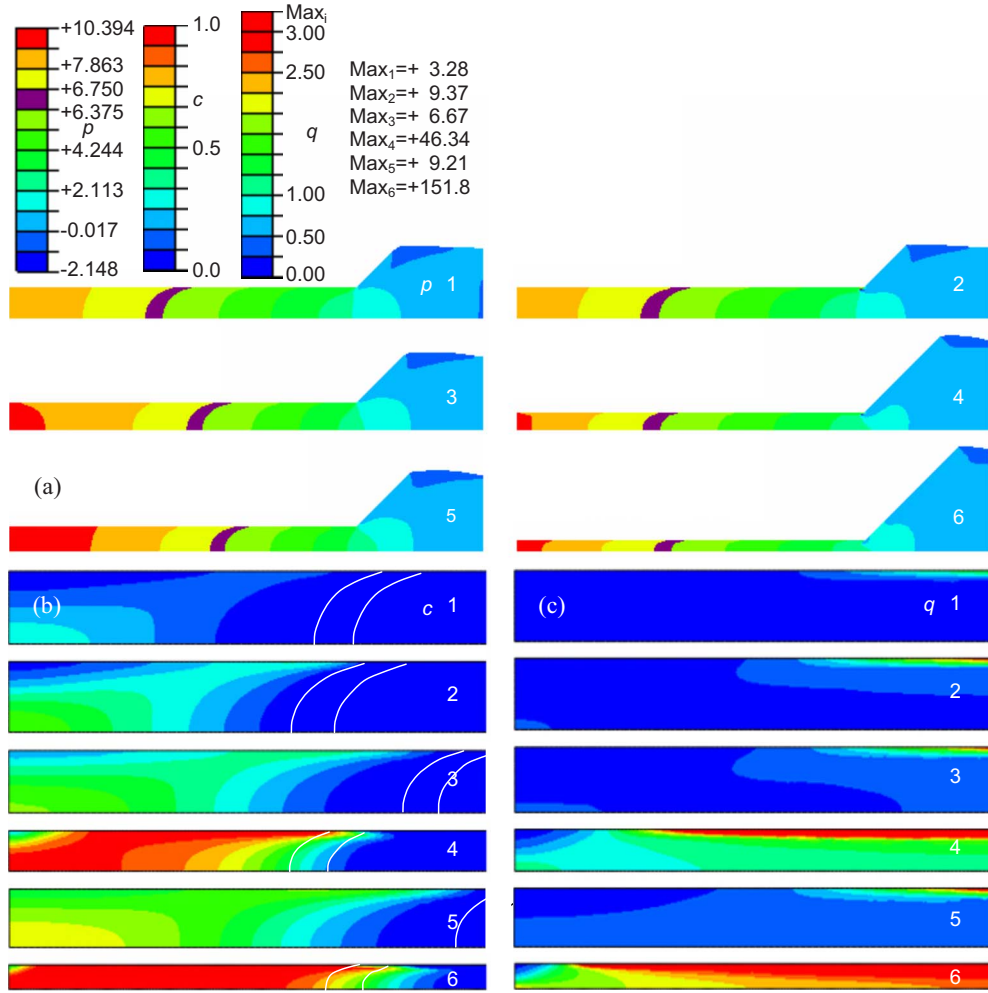 +10.394
+7.863
+6.750
+6.375
p
+4.244
+2.113
-0.017
-2.148
1.0
c
0.5
0.0
Maxi
3.00
2.50
q
1.00
0.50
0.00
Max1=+ 3.28
Max2=+ 9.37
Max3=+ 6.67
Max4=+46.34
Max5=+ 9.21
Max6=+151.8
p 1
2
3
4
(a)
5
6
(b)
c 1
2
3
4
5
6
(c)
q 1
2
3
4
5
6